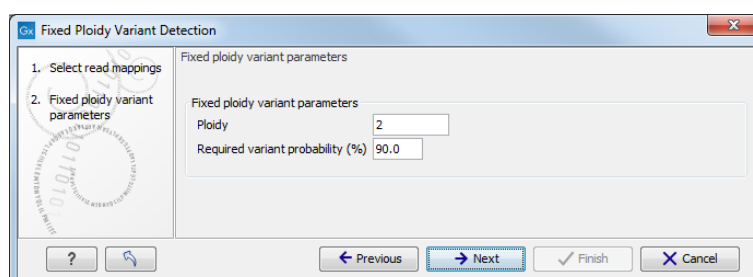 Gx Fixed Ploidy Variant Detection
X
1. Select read mappings
2. Fixed ploidy variant
parameters
Fixed ploidy variant parameters
Fixed ploidy variant parameters
Ploidy 2
Required variant probability (%) 90.0
? Previous Next Finish Cancel